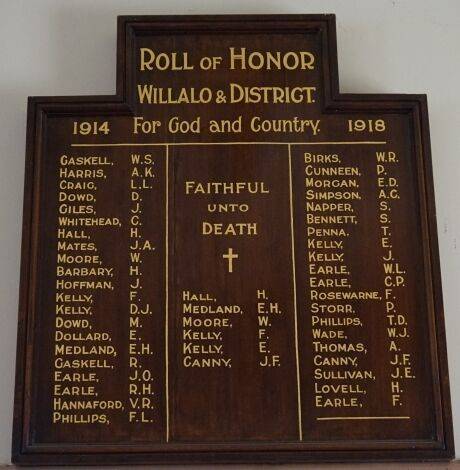 ROLL OF HONOR
WILLALO & DISTRICT.
1914 For God and Country. 1918
GASKELL, W.S.
HARRIS, A.K.
CRAIG, L.L.
DOWD, D.
GILES, J.
WHITEHEAD, C.
HALL, H.
MATES, J.A.
MOORE, W.
BARBARY, H.
HOFFMAN, J.
KELLY, F.
KELLY, D.J.
DOWD, M.
DOLLARD, E.
MEDLAND, E.H.
GASKELL, R.
EARLE, J.O.
EARLE, R.H.
HANNAFORD, V.R.
PHILLIPS, F.L.
FAITHFUL
UNTO
DEATH
HALL, H.
MEDLAND, E.H.
MOORE, W.
KELLY, F.
KELLY, E.
CANNY, J.F.
BIRKS, W.R.
CUNNEEN, P.
MORGAN, E.D.
SIMPSON, A.G.
NAPPER, S.
BENNETT, S.
PENNA, T.
KELLY, E.
KELLY, J.
EARLE, W.L.
EARLE, C.P.
ROSEWARNE, F.
STORR, P.
PHILLIPS, T.D.
WADE, W.J.
THOMAS, A.
CANNY, J.F.
SULLIVAN, J.E.
LOVELL, H.
EARLE, F.